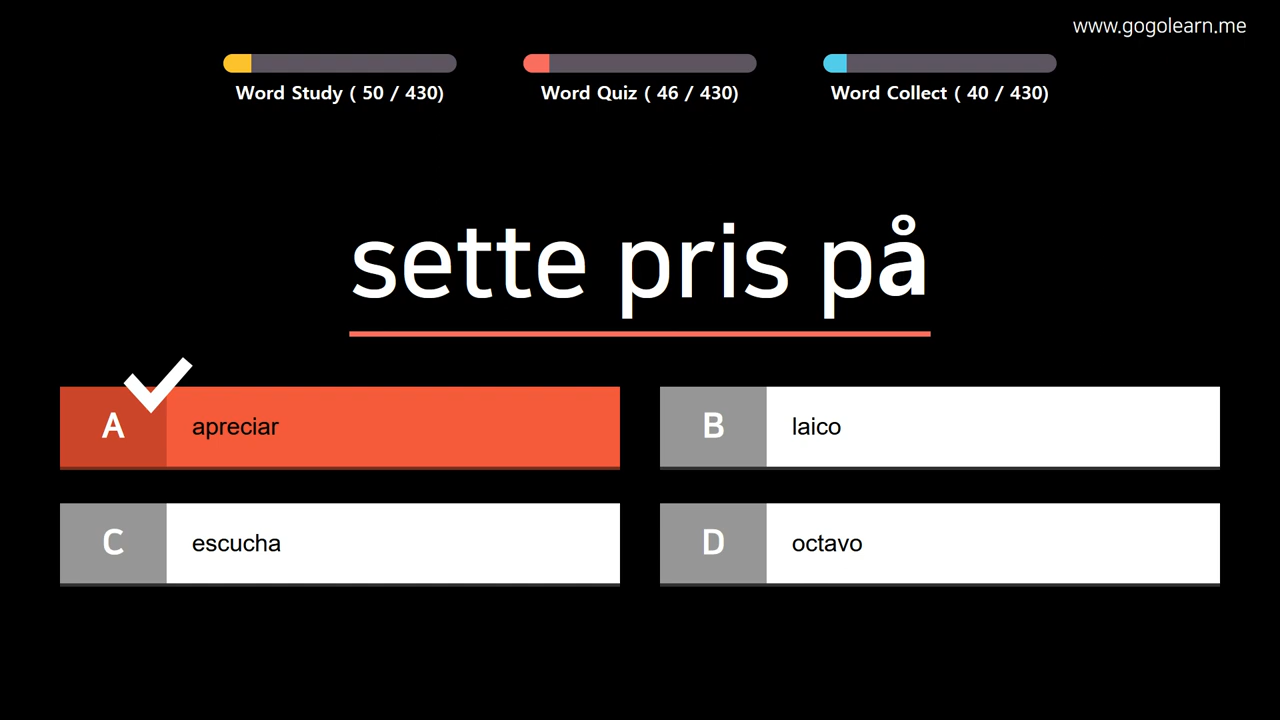 www.gogolearn.me
Word Study ( 50 / 430)
Word Quiz ( 46 / 430)
Word Collect ( 40 / 430)
sette pris på
A apreciar
B laico
C escucha
D octavo